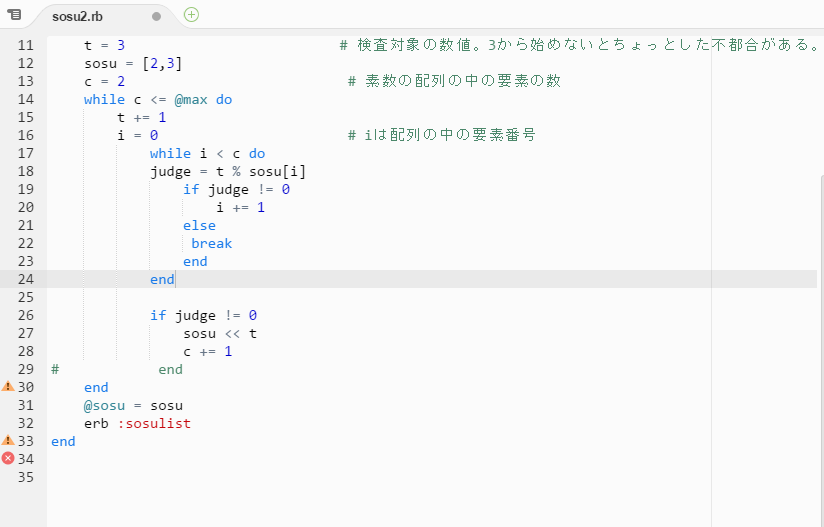 sosu2.rb
11 t = 3 # 検査対象の数値。3から始めないとちょっとした不都合がある。
12 sosu = [2,3]
13 c = 2 # 素数の配列の中の要素の数
14 while c <= @max do
15 t += 1
16 i = 0 # iは配列の中の要素番号
17 while i < c do
18 judge = t % sosu[i]
19 if judge != 0
20 i += 1
21 else
22 break
23 end
24 end
25
26 if judge != 0
27 sosu << t
28 c += 1
29 # end
30 end
31 @sosu = sosu
32 erb :sosulist
33 end
34
35